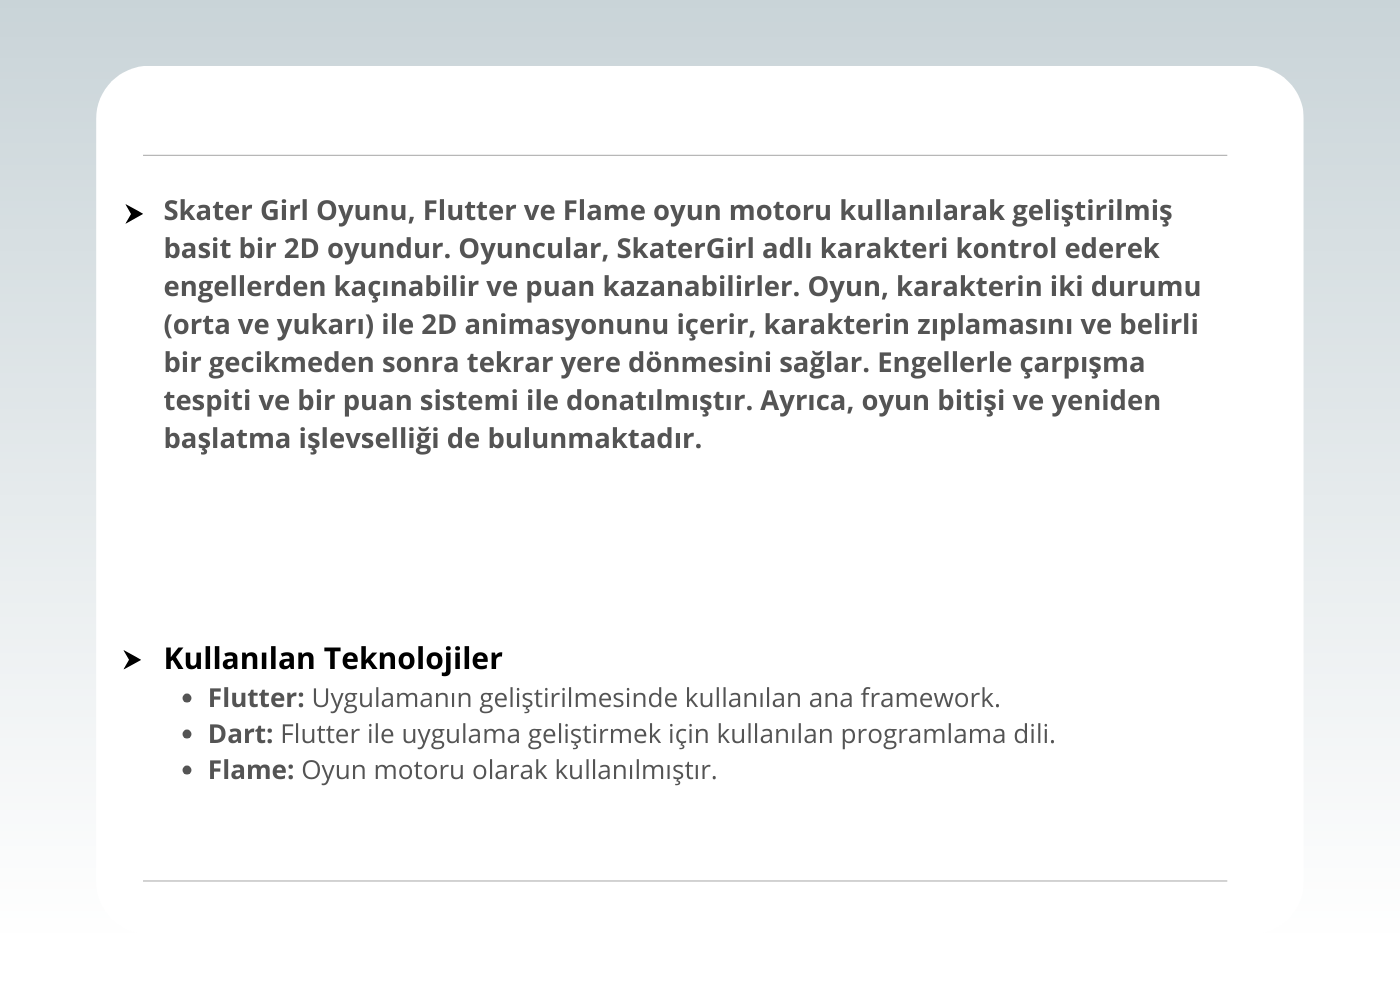 Skater Girl Oyunu, Flutter ve Flame oyun motoru kullanılarak geliştirilmiş
basit bir 2D oyundur. Oyuncular, SkaterGirl adlı karakteri kontrol ederek
engellerden kaçınabilir ve puan kazanabilirler. Oyun, karakterin iki durumu
(orta ve yukarı) ile 2D animasyonunu içerir, karakterin zıplamasını ve belirli
bir gecikmeden sonra tekrar yere dönmesini sağlar. Engellerle çarpışma
tespiti ve bir puan sistemi ile donatılmıştır. Ayrıca, oyun bitişi ve yeniden
başlatma işlevselliği de bulunmaktadır.
Kullanılan Teknolojiler
• Flutter: Uygulamanın geliştirilmesinde kullanılan ana framework.
• Dart: Flutter ile uygulama geliştirmek için kullanılan programlama dili.
• Flame: Oyun motoru olarak kullanılmıştır.